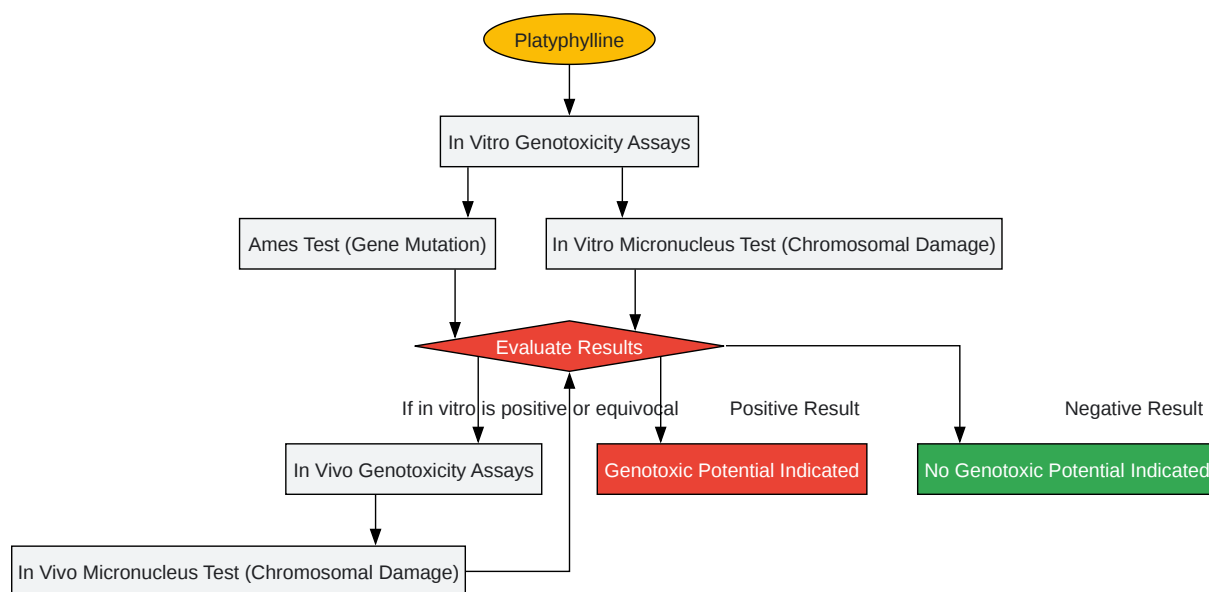 Platyphylline
In Vitro Genotoxicity Assays
Ames Test (Gene Mutation)
In Vitro Micronucleus Test (Chromosomal Damage)
Evaluate Results
If in vitro is positive or equivocal
Positive Result
Negative Result
In Vivo Genotoxicity Assays
Genotoxic Potential Indicated
No Genotoxic Potential Indicated
In Vivo Micronucleus Test (Chromosomal Damage)